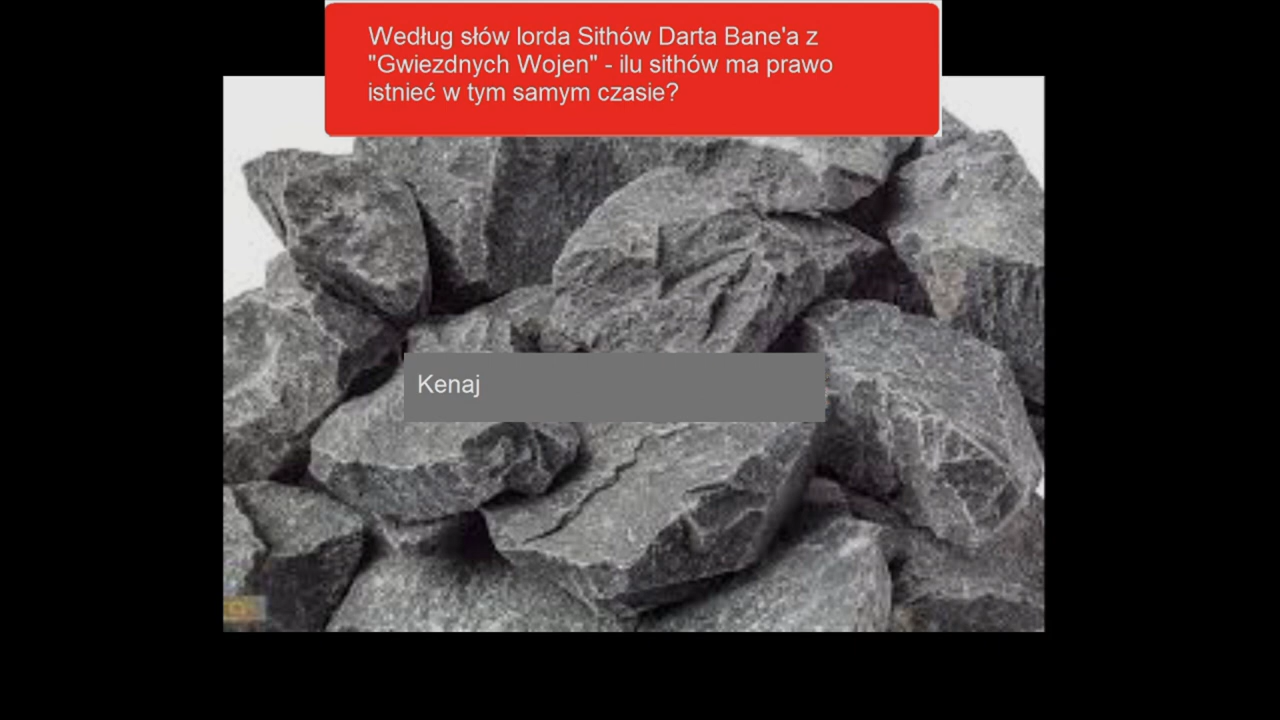 Według słów lorda Sithów Darta Bane'a z
"Gwiezdnych Wojen" - ilu sithów ma prawo
istnieć w tym samym czasie?
Kenaj